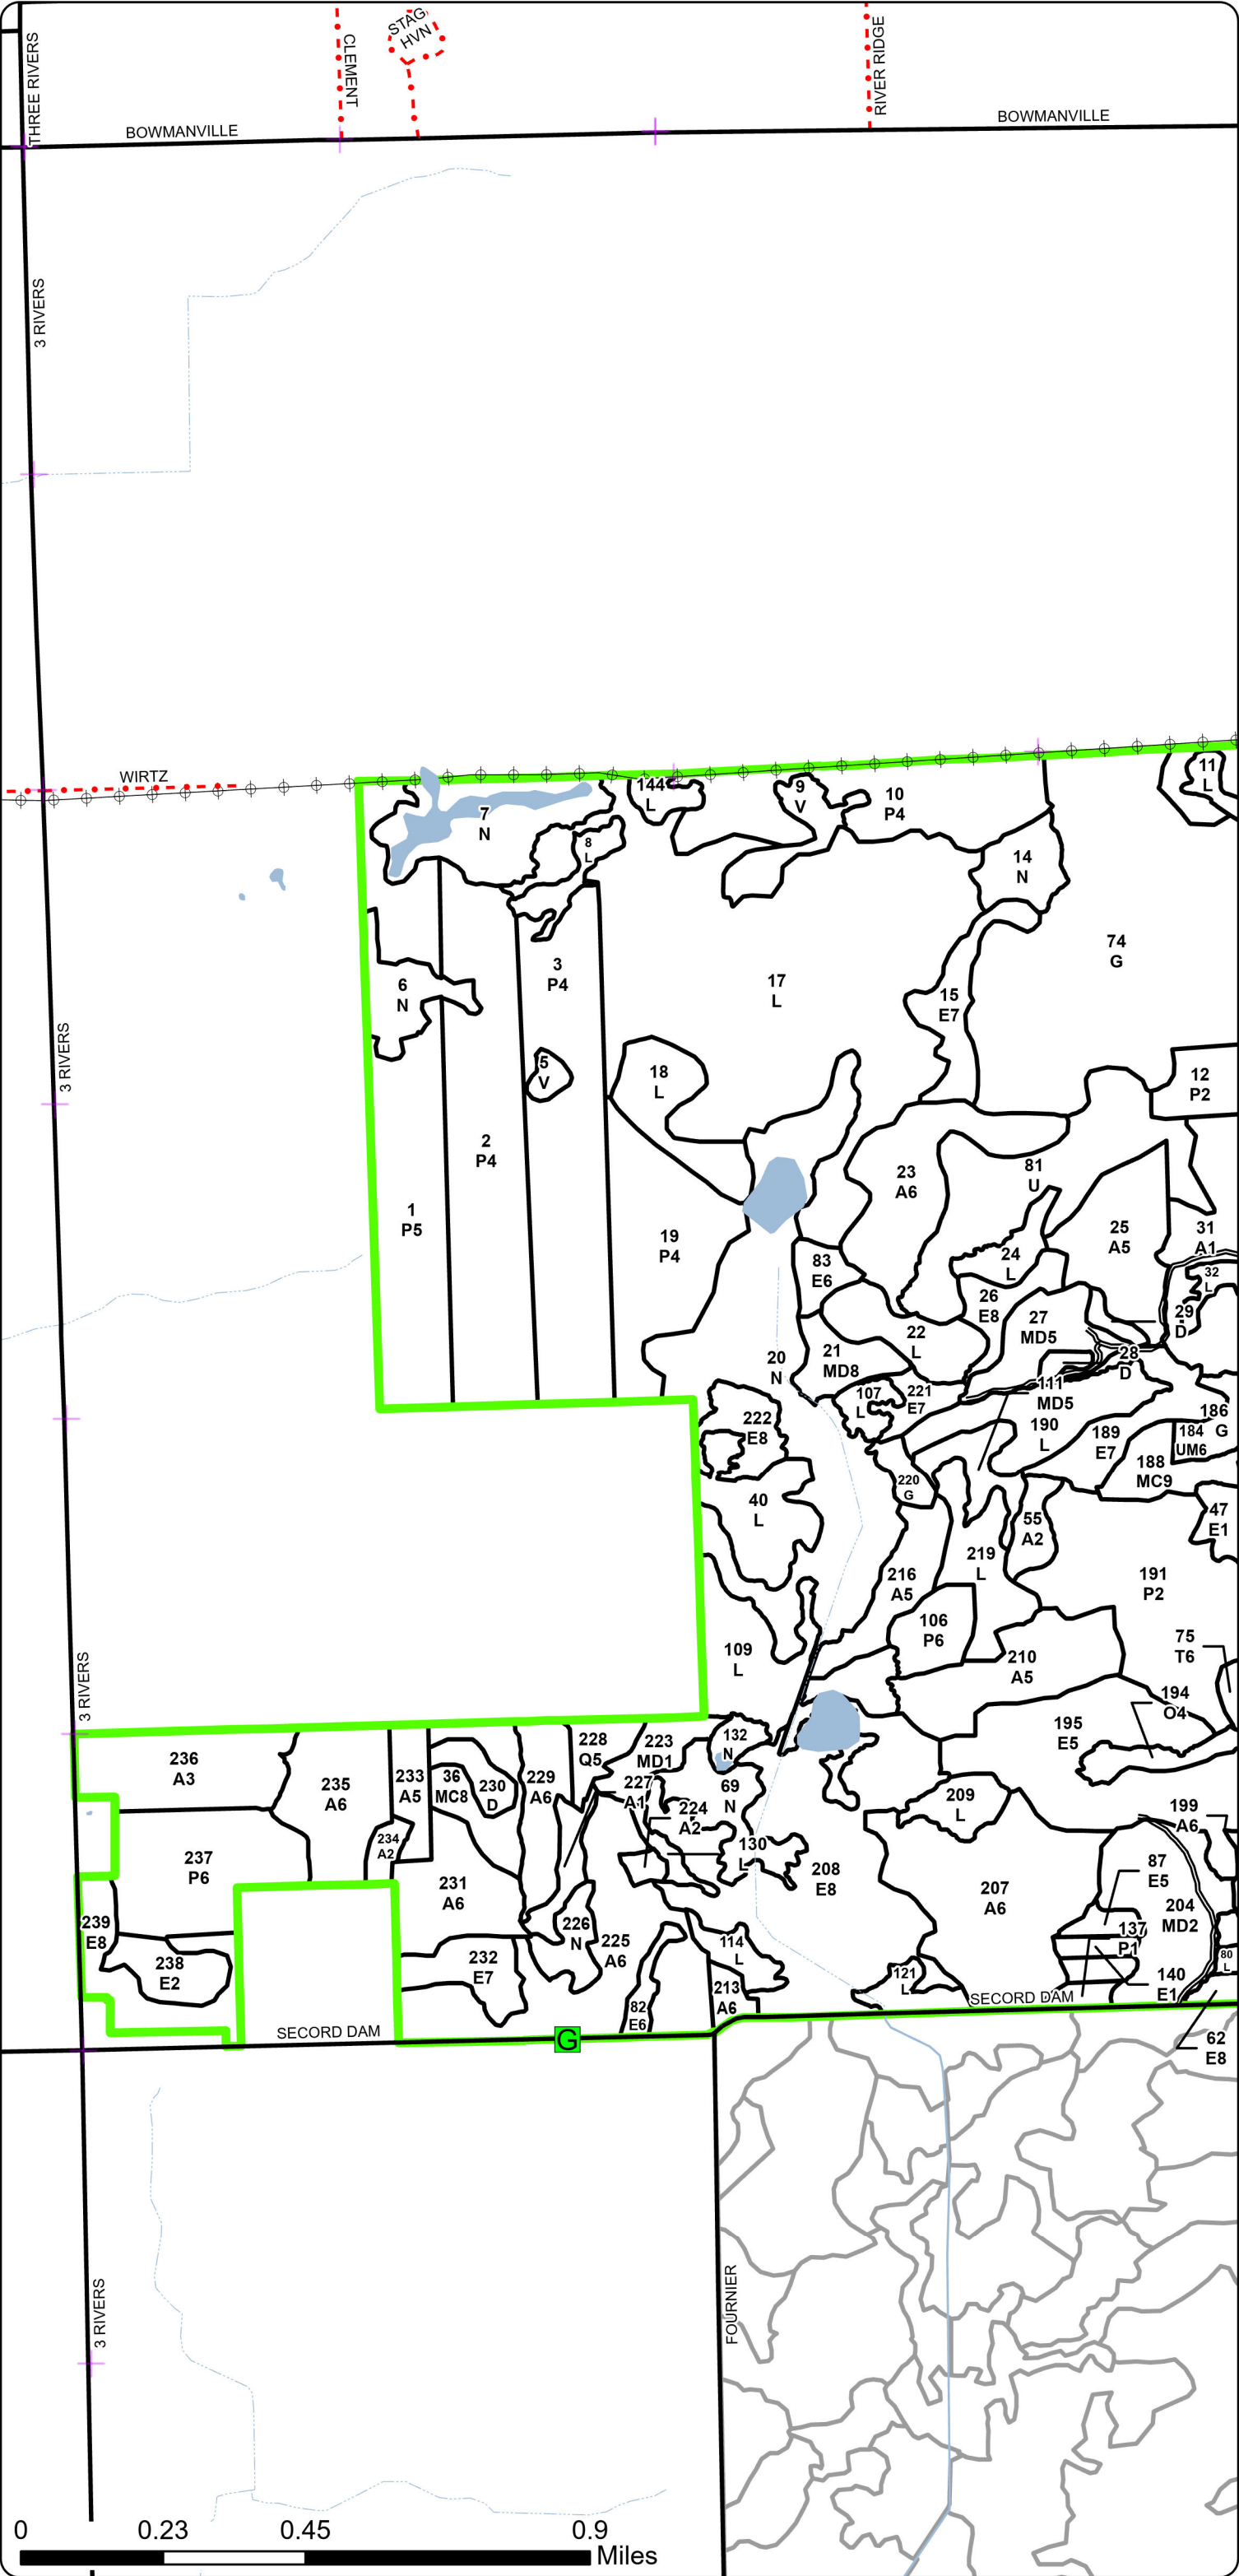 STAG
HVN
THREE RIVERS
CLEMENT
RIVER RIDGE
BOWMANVILLE
BOWMANVILLE
3 RIVERS
WIRTZ
11
L
144
L
9
V
10
P4
7
N
8
L
14
N
74
G
3
P4
17
L
6
N
15
E7
5
V
18
L
12
P2
3 RIVERS
2
P4
23
A6
81
U
1
P5
19
P4
25
A5
31
A1
83
E6
24
L
32
L
26
E8
27
MD5
29
D
22
L
21
MD8
20
N
28
D
111
MD5
107
L
221
E7
222
E8
190
L
189
E7
186
G
184
UM6
188
MC9
220
G
40
L
55
A2
47
E1
219
L
216
A5
191
P2
106
P6
109
L
210
A5
75
T6
3 RIVERS
194
O4
195
E5
132
N
228
Q5
223
MD1
236
A3
235
A6
233
A5
36
MC8
230
D
229
A6
227
A1
69
N
209
L
224
A2
199
A6
234
A2
130
L
237
P6
231
A6
208
E8
207
A6
87
E5
204
MD2
239
E8
226
N
225
A6
114
L
137
P1
238
E2
232
E7
80
L
121
L
140
E1
213
A6
82
E6
SECORD DAM
SECORD DAM
G
62
E8
FOURNIER
3 RIVERS
0 0.23 0.45 0.9
Miles